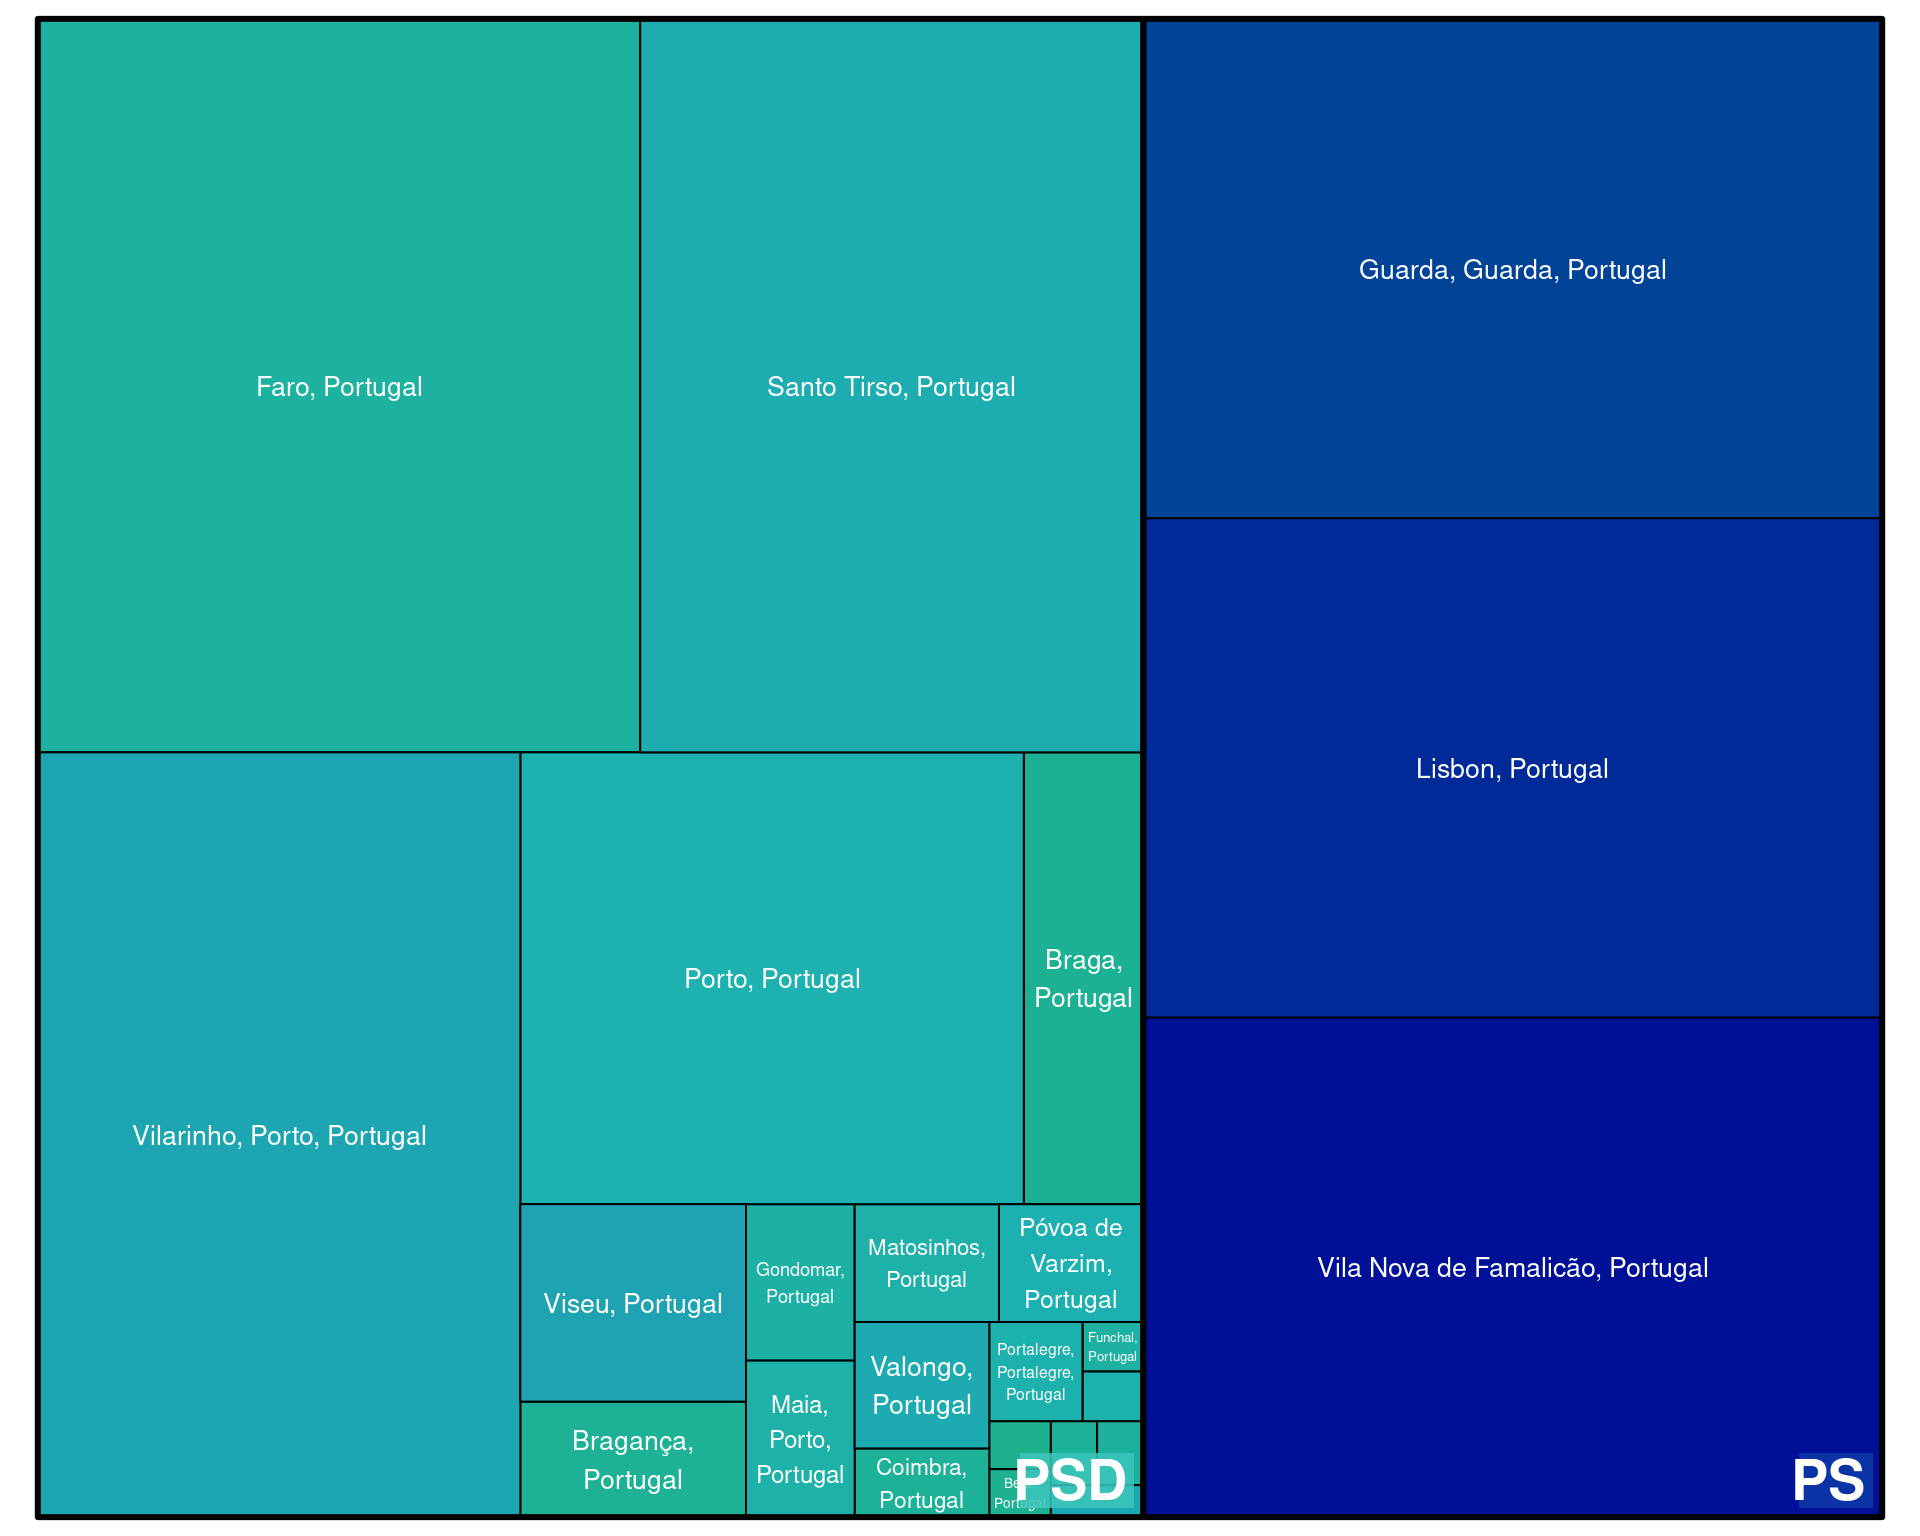 Faro, Portugal
Santo Tirso, Portugal
Guarda, Guarda, Portugal
Lisbon, Portugal
Vilarinho, Porto, Portugal
Porto, Portugal
Braga,
Portugal
Vila Nova de Famalicão, Portugal
Viseu, Portugal
Bragança,
Portugal
Gondomar,
Portugal
Maia,
Porto,
Portugal
Matosinhos,
Portugal
Póvoa de
Varzim,
Portugal
Valongo,
Portugal
Coimbra,
Portugal
Portalegre,
Portalegre,
Portugal
Funchal,
Portugal
Portugal
PSD
PS